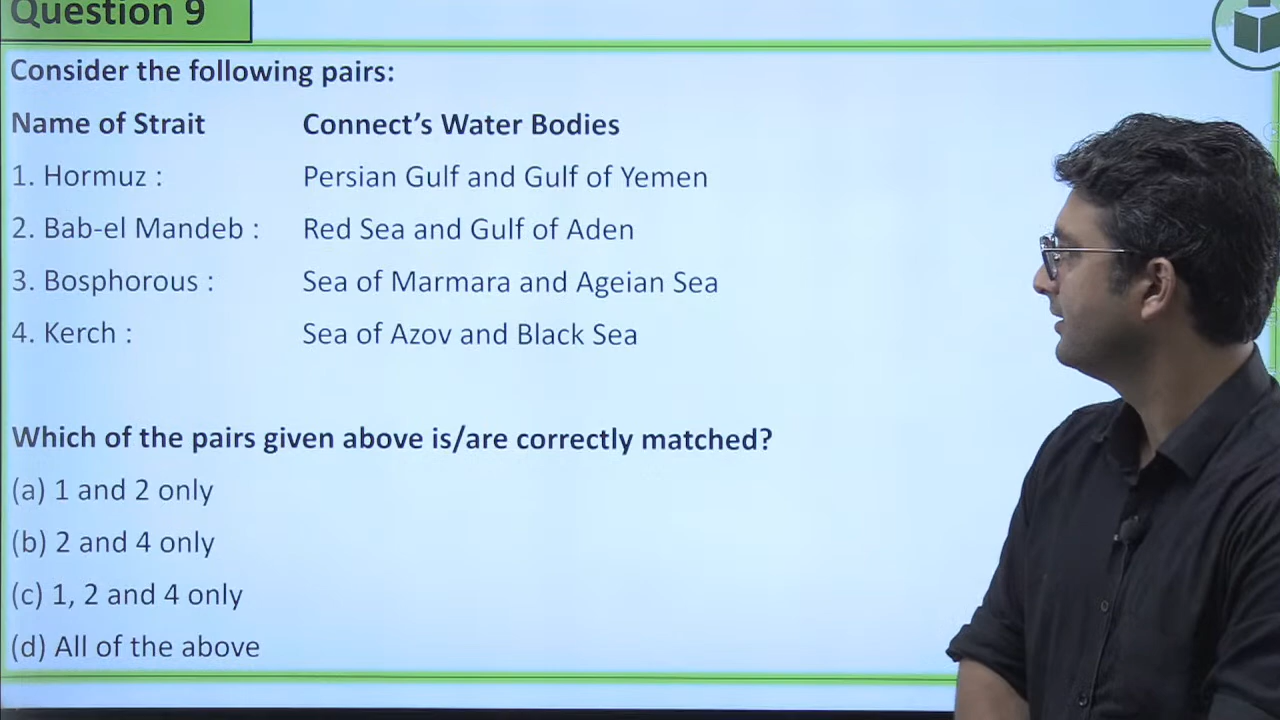 Question 9
Consider the following pairs:
Name of Strait Connect's Water Bodies
1. Hormuz : Persian Gulf and Gulf of Yemen
2. Bab-el Mandeb : Red Sea and Gulf of Aden
3. Bosphorous : Sea of Marmara and Ageian Sea
4. Kerch : Sea of Azov and Black Sea
Which of the pairs given above is/are correctly matched?
(a) 1 and 2 only
(b) 2 and 4 only
(c) 1, 2 and 4 only
(d) All of the above